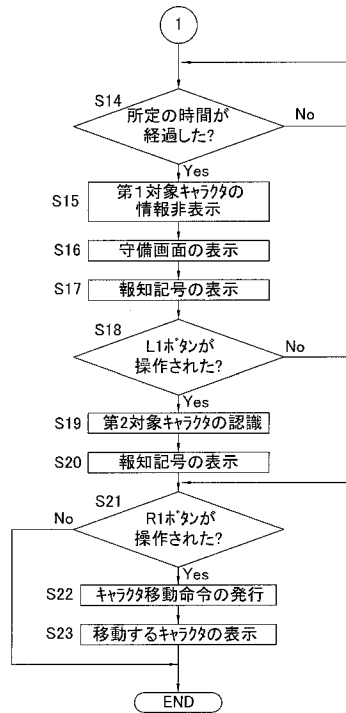 1
S14
所定の時間が
経過した?
No
Yes
S15
第1対象キャラクタの
情報非表示
S16
守備画面の表示
S17
報知記号の表示
S18
L1ボタンが
操作された?
No
Yes
S19
第2対象キャラクタの認識
S20
報知記号の表示
S21
No
R1ボタンが
操作された?
Yes
S22
キャラクタ移動命令の発行
S23
移動するキャラクタの表示
END